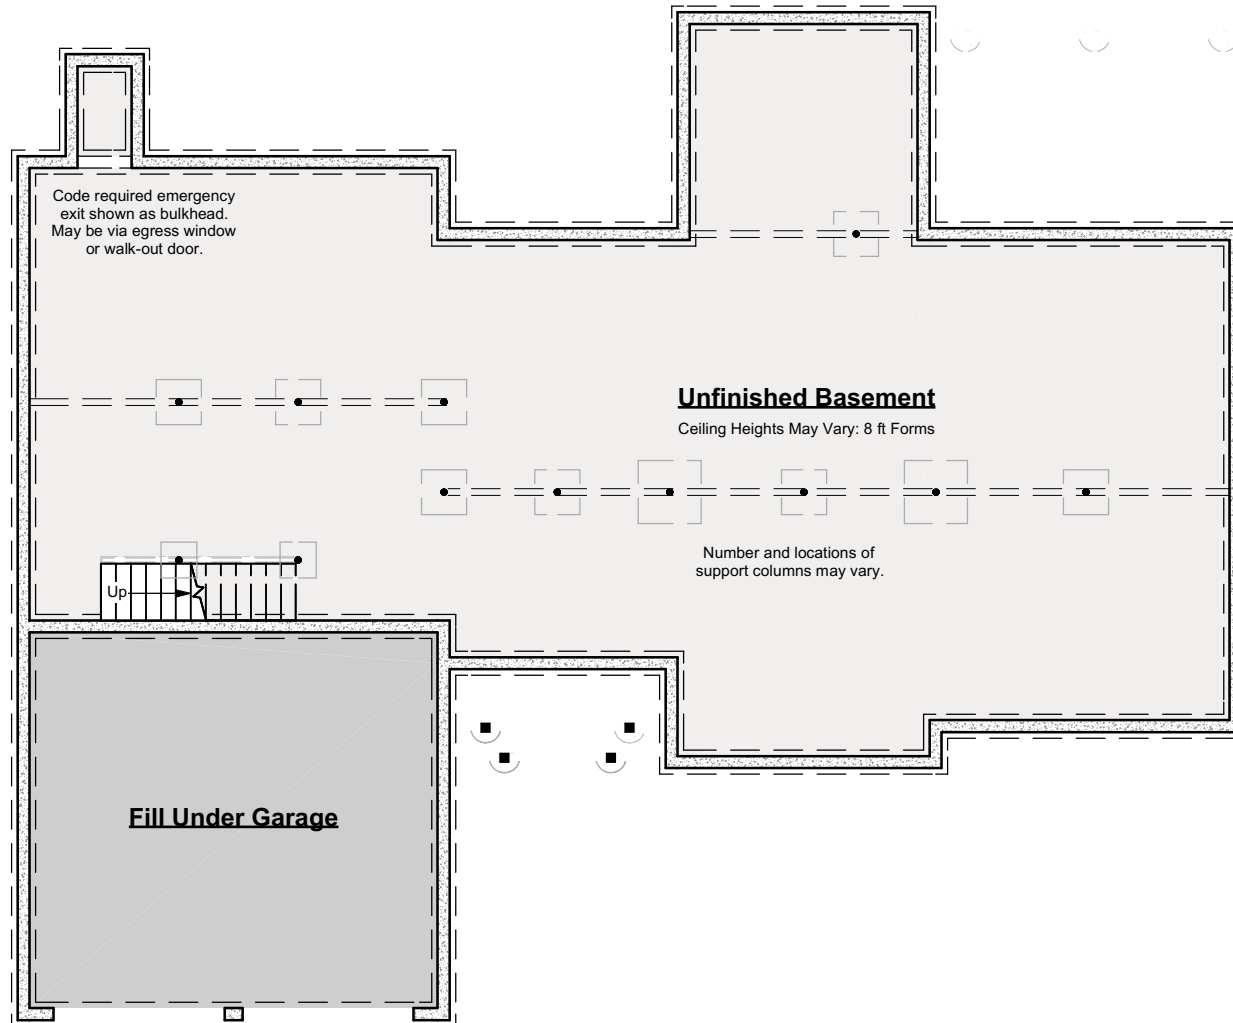 Code required emergency
exit shown as bulkhead.
May be via egress window
or walk-out door.
Unfinished Basement
Ceiling Heights May Vary: 8 ft Forms
Number and locations of
support columns may vary.
Up
Fill Under Garage